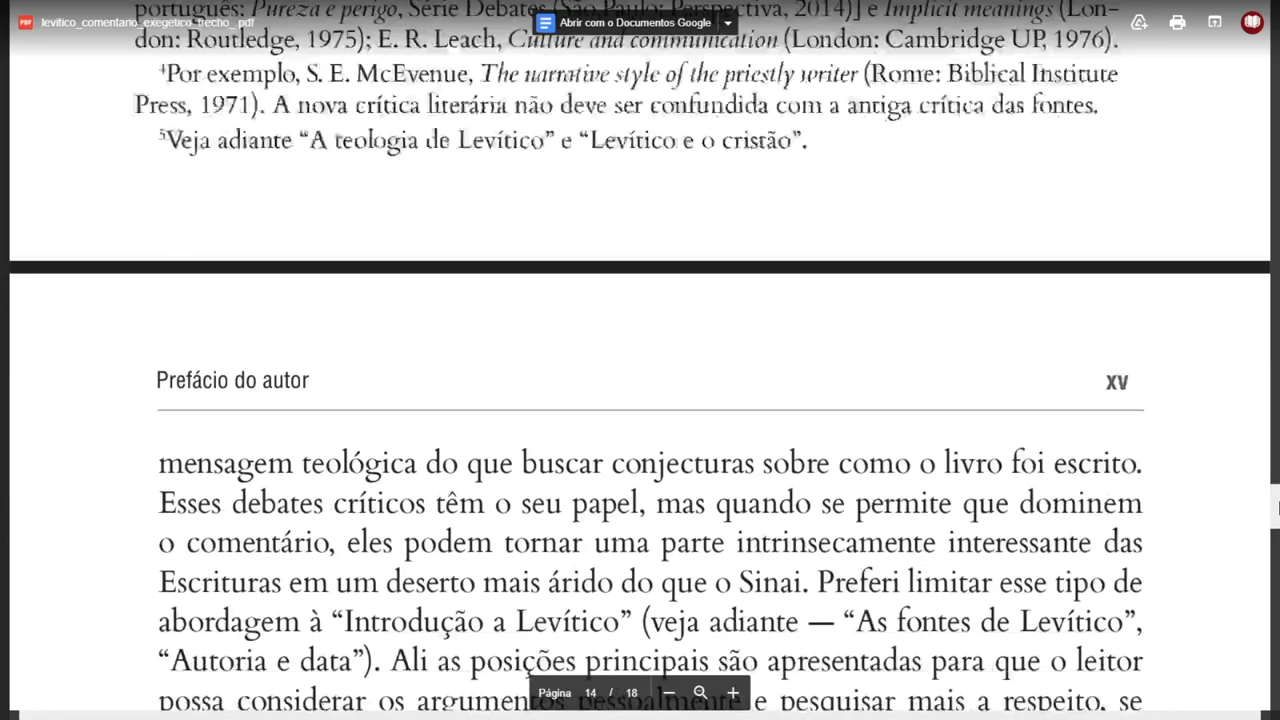 português: Pureza e perigo, Série Debates (São Paulo: Perspectiva, 2014)] e Implicit meanings (Lon-
levitico_comentario_exegetico_trecho_.pdf
Abrir com o Documentos Google
don: Routledge, 1975); E. R. Leach, Culture and communication (London: Cambridge UP, 1976).
⁴Por exemplo, S. E. McEvenue, The narrative style of the priestly writer (Rome: Biblical Institute
Press, 1971). A nova crítica literária não deve ser confundida com a antiga crítica das fontes.
⁵Veja adiante “A teologia de Levítico” e “Levítico e o cristão”.
Prefácio do autor XV
mensagem teológica do que buscar conjecturas sobre como o livro foi escrito.
Esses debates críticos têm o seu papel, mas quando se permite que dominem
o comentário, eles podem tornar uma parte intrinsecamente interessante das
Escrituras em um deserto mais árido do que o Sinai. Preferi limitar esse tipo de
abordagem à “Introdução a Levítico” (veja adiante — “As fontes de Levítico”,
“Autoria e data”). Ali as posições principais são apresentadas para que o leitor
possa considerar os argumentos pessoalmente e pesquisar mais a respeito, se
Página 14 / 18